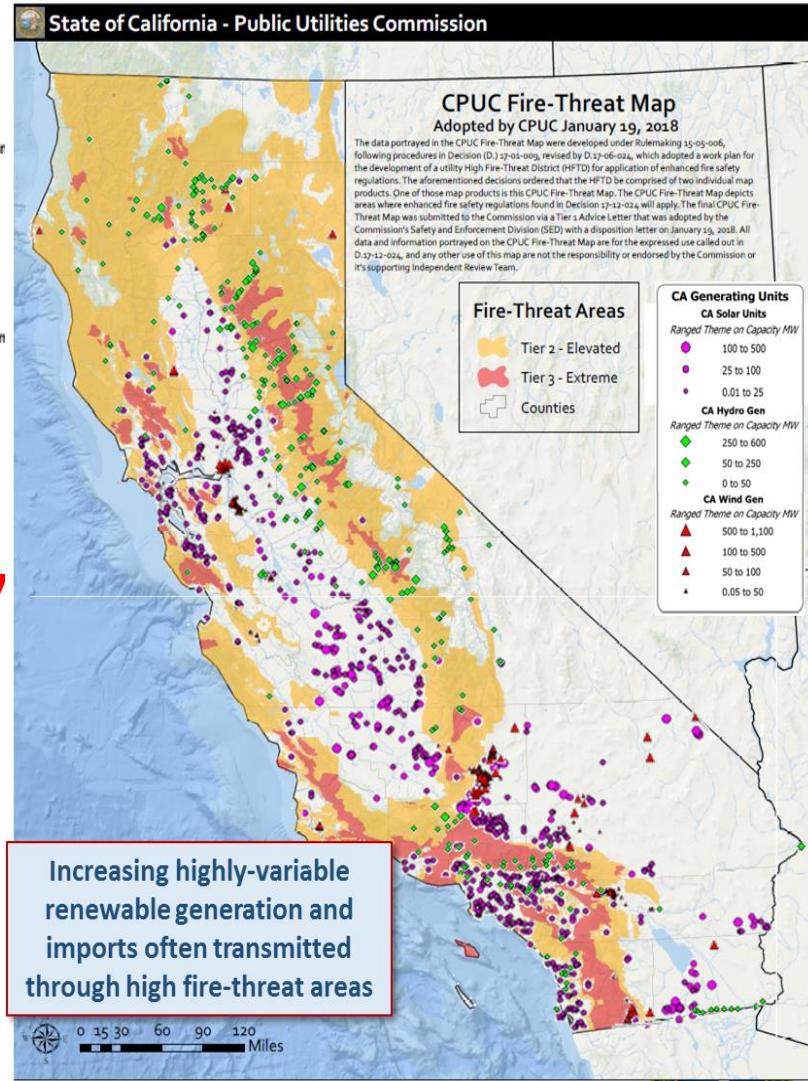 State of California - Public Utilities Commission
CPUC Fire-Threat Map
Adopted by CPUC January 19, 2018
The data portrayed in the CPUC Fire-Threat Map were developed under Rulemaking 15-05-006,
following procedures in Decision (D.) 17-01-009, revised by D.17-06-024, which adopted a work plan for
the development of a utility High Fire-Threat District (HFTD) for application of enhanced fire safety
regulations. The aforementioned decisions ordered that the HFTD be comprised of two individual map
products. One of those map products is this CPUC Fire-Threat Map. The CPUC Fire-Threat Map depicts
areas where enhanced fire safety regulations found in Decision 17-12-024 will apply. The final CPUC Fire-
Threat Map was submitted to the Commission via a Tier 1 Advice Letter that was adopted by the
Commission's Safety and Enforcement Division (SED) with a disposition letter on January 19, 2018. All
data and information portrayed on the CPUC Fire-Threat Map are for the expressed use called out in
D.17-12-024, and any other use of this map are not the responsibility or endorsed by the Commission or
it's supporting Independent Review Team.
Fire-Threat Areas
Tier 2 - Elevated
Tier 3 - Extreme
Counties
CA Generating Units
CA Solar Units
Ranged Theme on Capacity MW
100 to 500
25 to 100
0.01 to 25
CA Hydro Gen
Ranged Theme on Capacity MW
250 to 600
50 to 250
0 to 50
CA Wind Gen
Ranged Theme on Capacity MW
500 to 1,100
100 to 500
50 to 100
0.05 to 50
Increasing highly-variable
renewable generation and
imports often transmitted
through high fire-threat areas
0 15 30 60 90 120
Miles